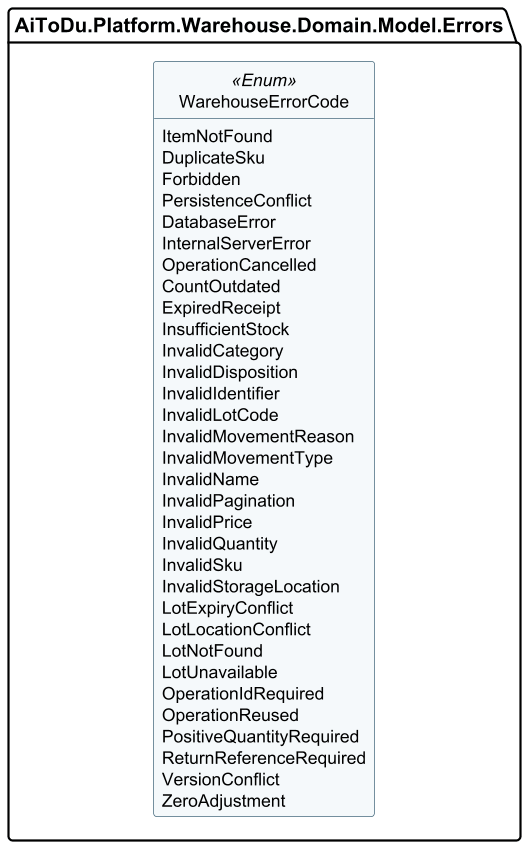 AiToDu.Platform.Warehouse.Domain.Model.Errors
«Enum»
WarehouseErrorCode
ItemNotFound
DuplicateSku
Forbidden
PersistenceConflict
DatabaseError
InternalServerError
OperationCancelled
CountOutdated
ExpiredReceipt
InsufficientStock
InvalidCategory
InvalidDisposition
InvalidIdentifier
InvalidLotCode
InvalidMovementReason
InvalidMovementType
InvalidName
InvalidPagination
InvalidPrice
InvalidQuantity
InvalidSku
InvalidStorageLocation
LotExpiryConflict
LotLocationConflict
LotNotFound
LotUnavailable
OperationIdRequired
OperationReused
PositiveQuantityRequired
ReturnReferenceRequired
VersionConflict
ZeroAdjustment